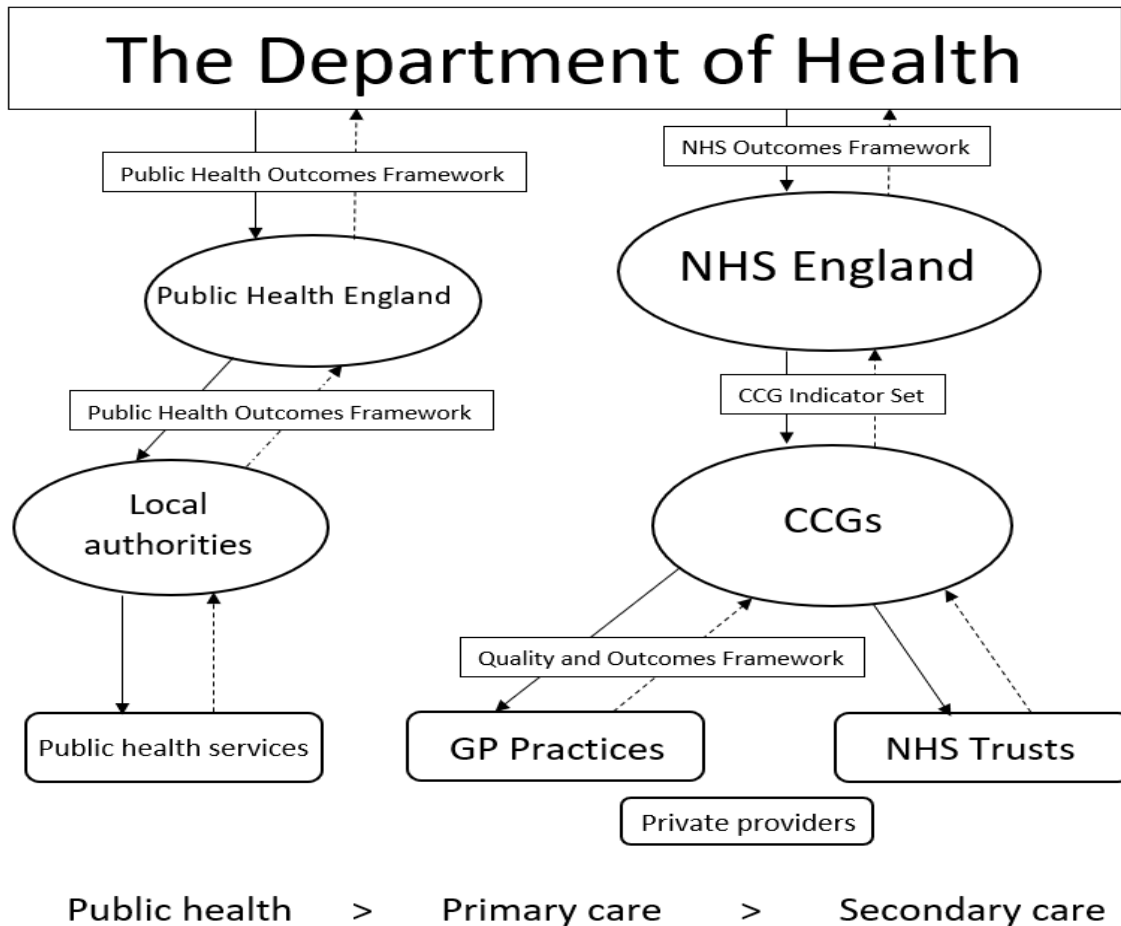 The Department of Health
Public Health Outcomes Framework
NHS Outcomes Framework
Public Health England
NHS England
Public Health Outcomes Framework
CCG Indicator Set
Local
authorities
CCGs
Quality and Outcomes Framework
Public health services
GP Practices
NHS Trusts
Private providers
Public health > Primary care > Secondary care